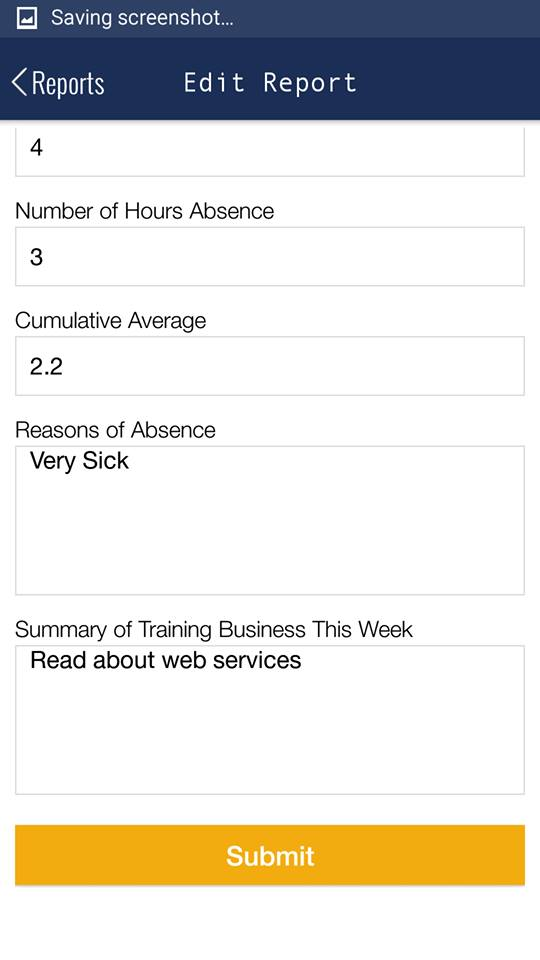 Saving screenshot...
Reports
Edit Report
4
Number of Hours Absence
3
Cumulative Average
2.2
Reasons of Absence
Very Sick
Summary of Training Business This Week
Read about web services
Submit